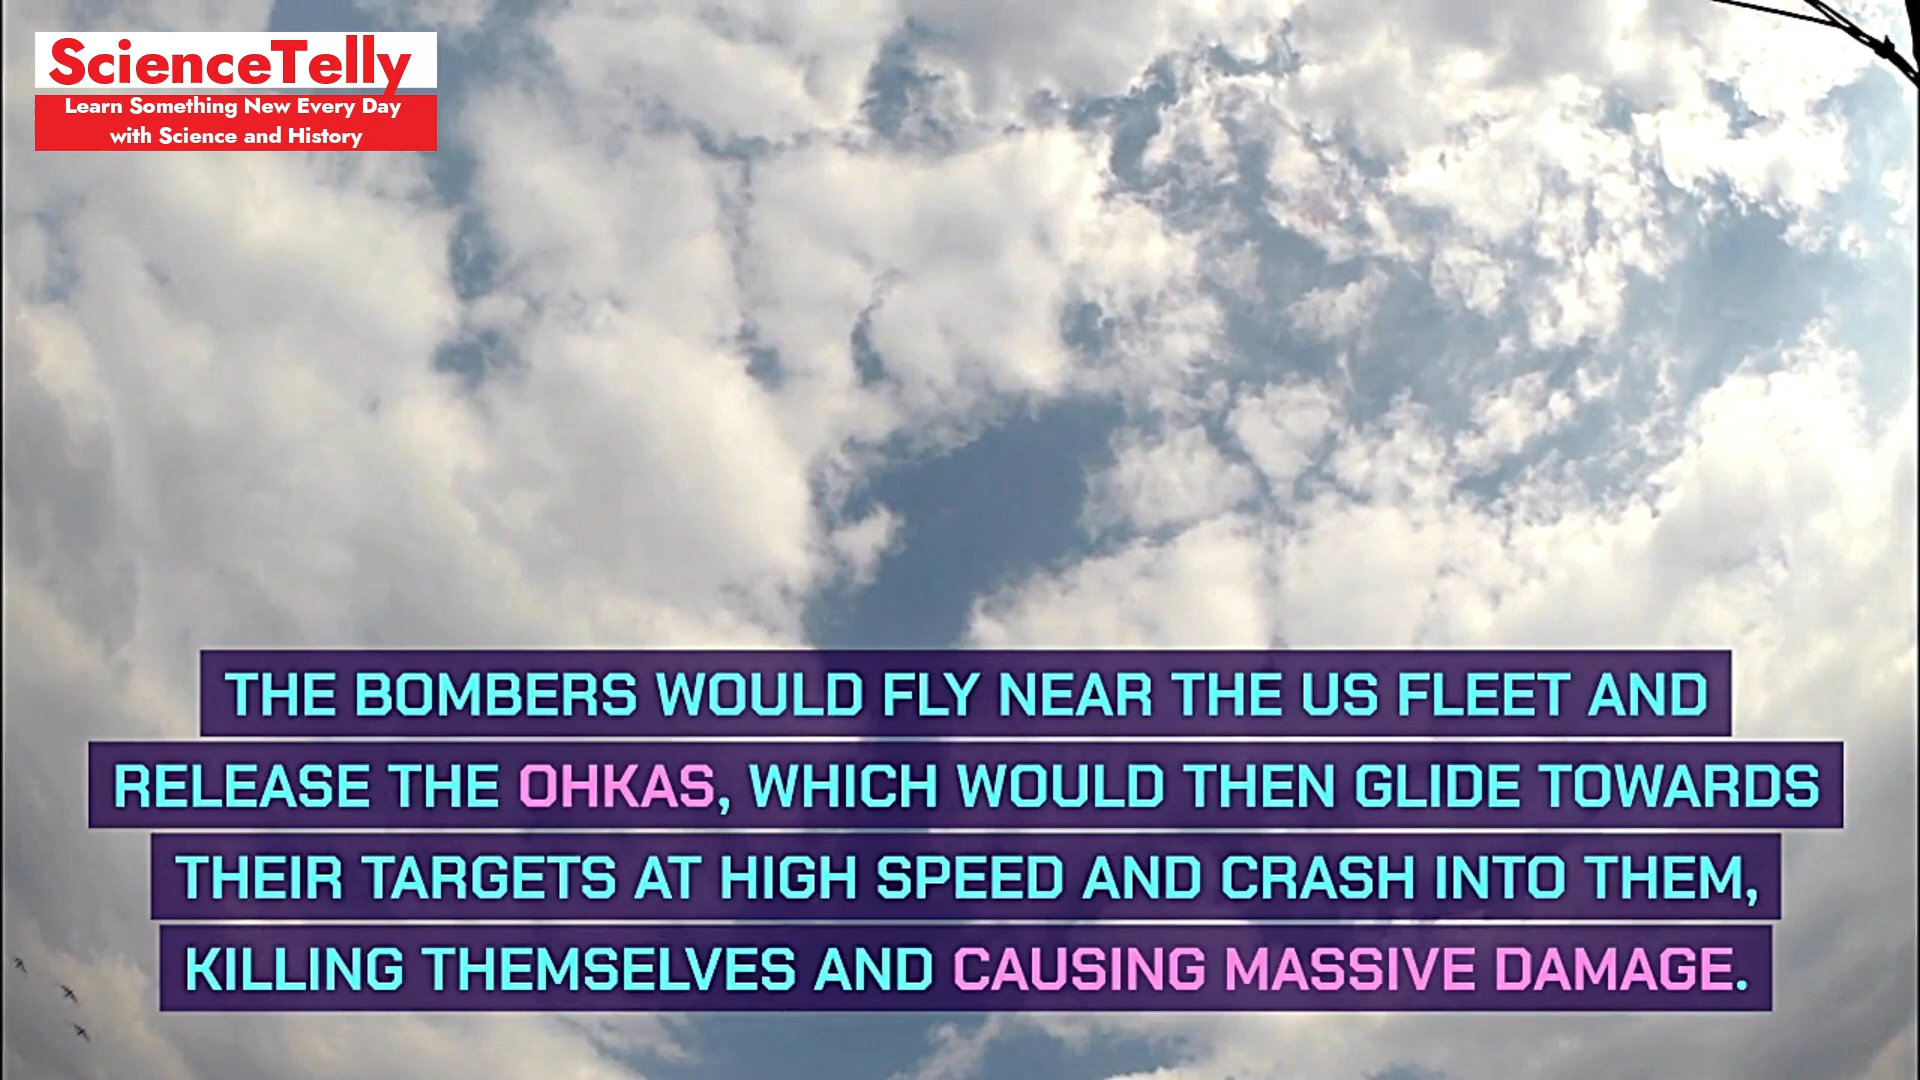 ScienceTelly
Learn Something New Every Day
with Science and History
THE BOMBERS WOULD FLY NEAR THE US FLEET AND
RELEASE THE OHKAS, WHICH WOULD THEN GLIDE TOWARDS
THEIR TARGETS AT HIGH SPEED AND CRASH INTO THEM,
KILLING THEMSELVES AND CAUSING MASSIVE DAMAGE.